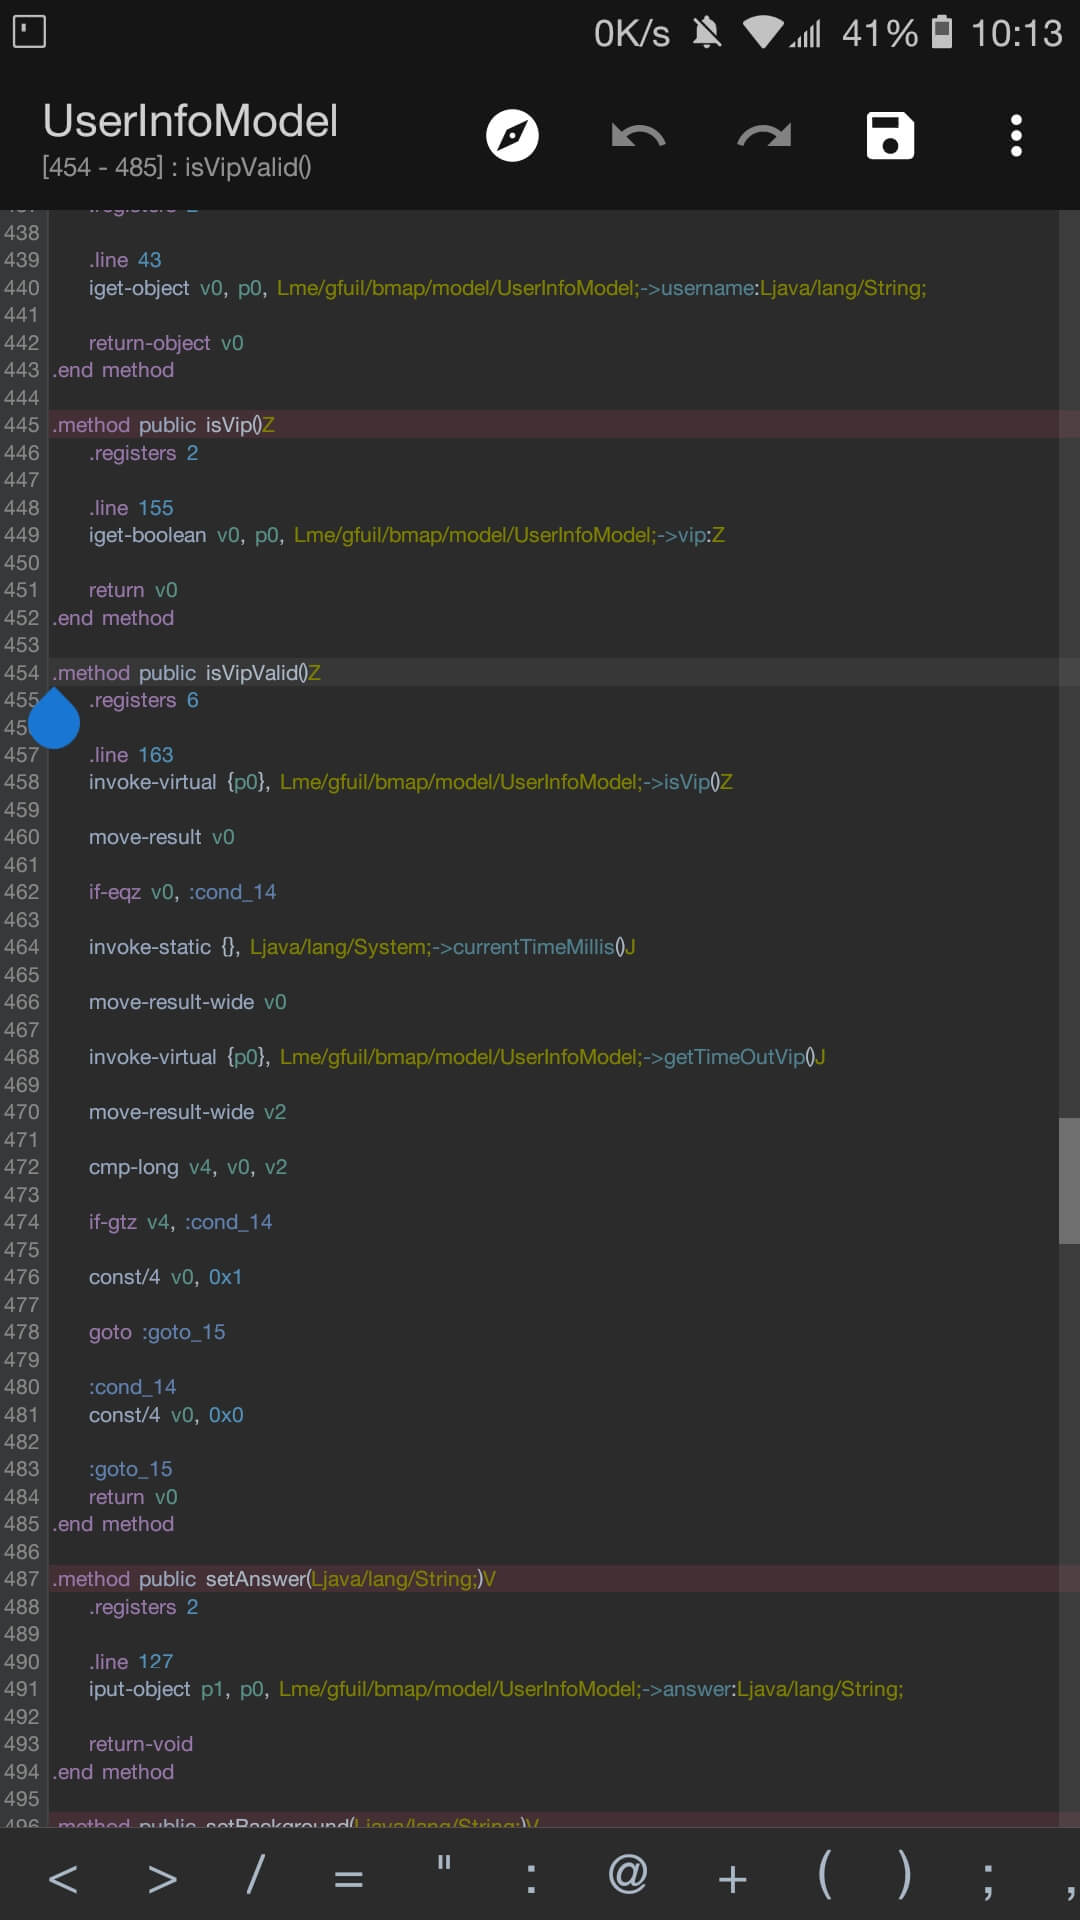 0K/s 41% 10:13
UserInfoModel
[454 - 485] : isVipValid()
437 .registers 2
438
439 .line 43
440 iget-object v0, p0, Lme/gfuil/bmap/model/UserInfoModel;->username:Ljava/lang/String;
441
442 return-object v0
443 .end method
444
445 .method public isVip()Z
446 .registers 2
447
448 .line 155
449 iget-boolean v0, p0, Lme/gfuil/bmap/model/UserInfoModel;->vip:Z
450
451 return v0
452 .end method
453
454 .method public isVipValid()Z
455 .registers 6
45
457 .line 163
458 invoke-virtual {p0}, Lme/gfuil/bmap/model/UserInfoModel;->isVip()Z
459
460 move-result v0
461
462 if-eqz v0, :cond_14
463
464 invoke-static {}, Ljava/lang/System;->currentTimeMillis()J
465
466 move-result-wide v0
467
468 invoke-virtual {p0}, Lme/gfuil/bmap/model/UserInfoModel;->getTimeOutVip()J
469
470 move-result-wide v2
471
472 cmp-long v4, v0, v2
473
474 if-gtz v4, :cond_14
475
476 const/4 v0, 0x1
477
478 goto :goto_15
479
480 :cond_14
481 const/4 v0, 0x0
482
483 :goto_15
484 return v0
485 .end method
486
487 .method public setAnswer(Ljava/lang/String;)V
488 .registers 2
489
490 .line 127
491 iput-object p1, p0, Lme/gfuil/bmap/model/UserInfoModel;->answer:Ljava/lang/String;
492
493 return-void
494 .end method
495
496 .method public setBackground(Ljava/lang/String;)V
< > / = " : @ + ( ) ; ,